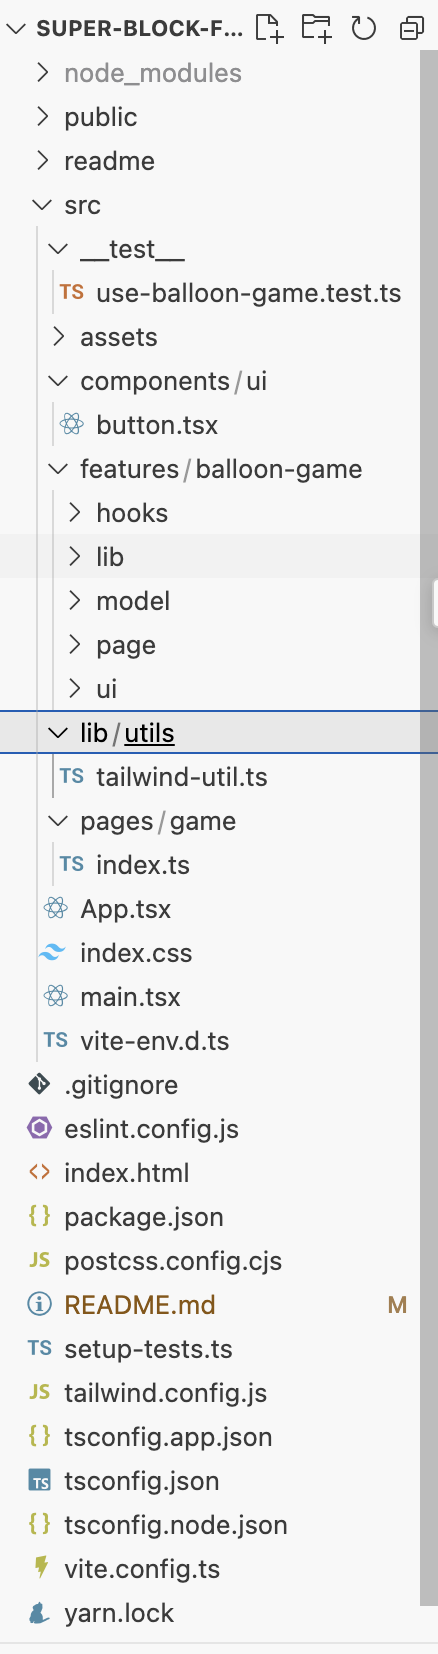 SUPER-BLOCK-F...
node_modules
public
readme
src
__test__
TS use-balloon-game.test.ts
assets
components/ui
button.tsx
features/balloon-game
hooks
lib
model
page
ui
lib/utils
TS tailwind-util.ts
pages/game
TS index.ts
App.tsx
index.css
main.tsx
TS vite-env.d.ts
.gitignore
eslint.config.js
<> index.html
{} package.json
JS postcss.config.cjs
README.md M
TS setup-tests.ts
JS tailwind.config.js
{} tsconfig.app.json
TS tsconfig.json
{} tsconfig.node.json
vite.config.ts
yarn.lock